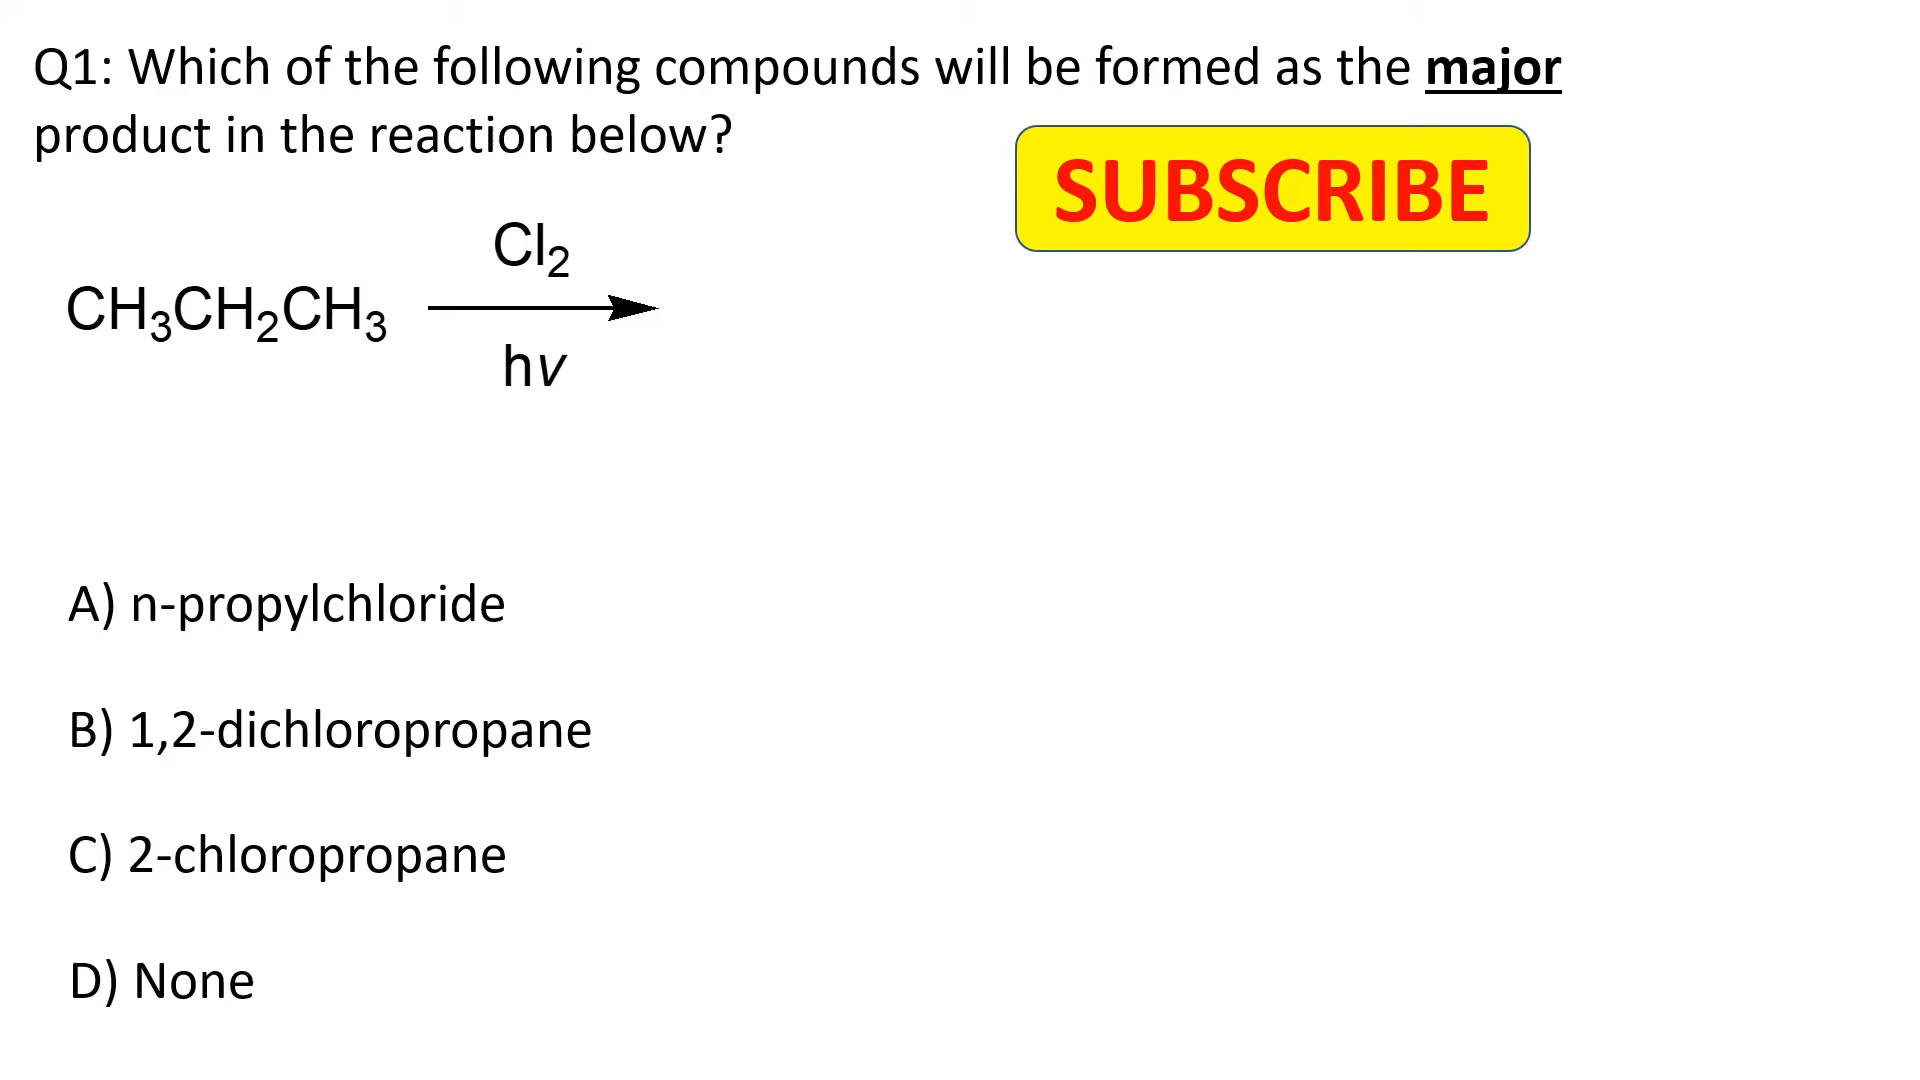 Q1: Which of the following compounds will be formed as the major
product in the reaction below?
SUBSCRIBE
Cl2
CH3CH2CH3
hv
A) n-propylchloride
B) 1,2-dichloropropane
C) 2-chloropropane
D) None